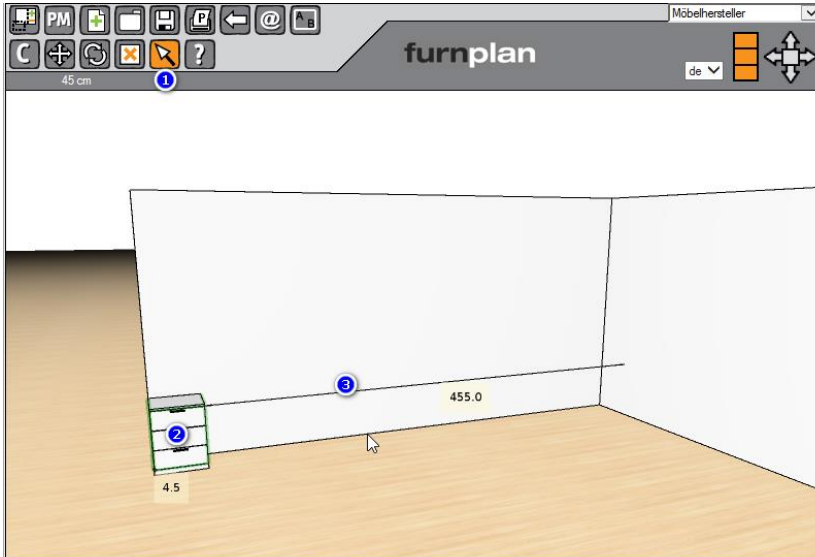 PM
P
@
A B
Möbelhersteller
C
?
furnplan
de
45 cm
1
3
455.0
2
4.5